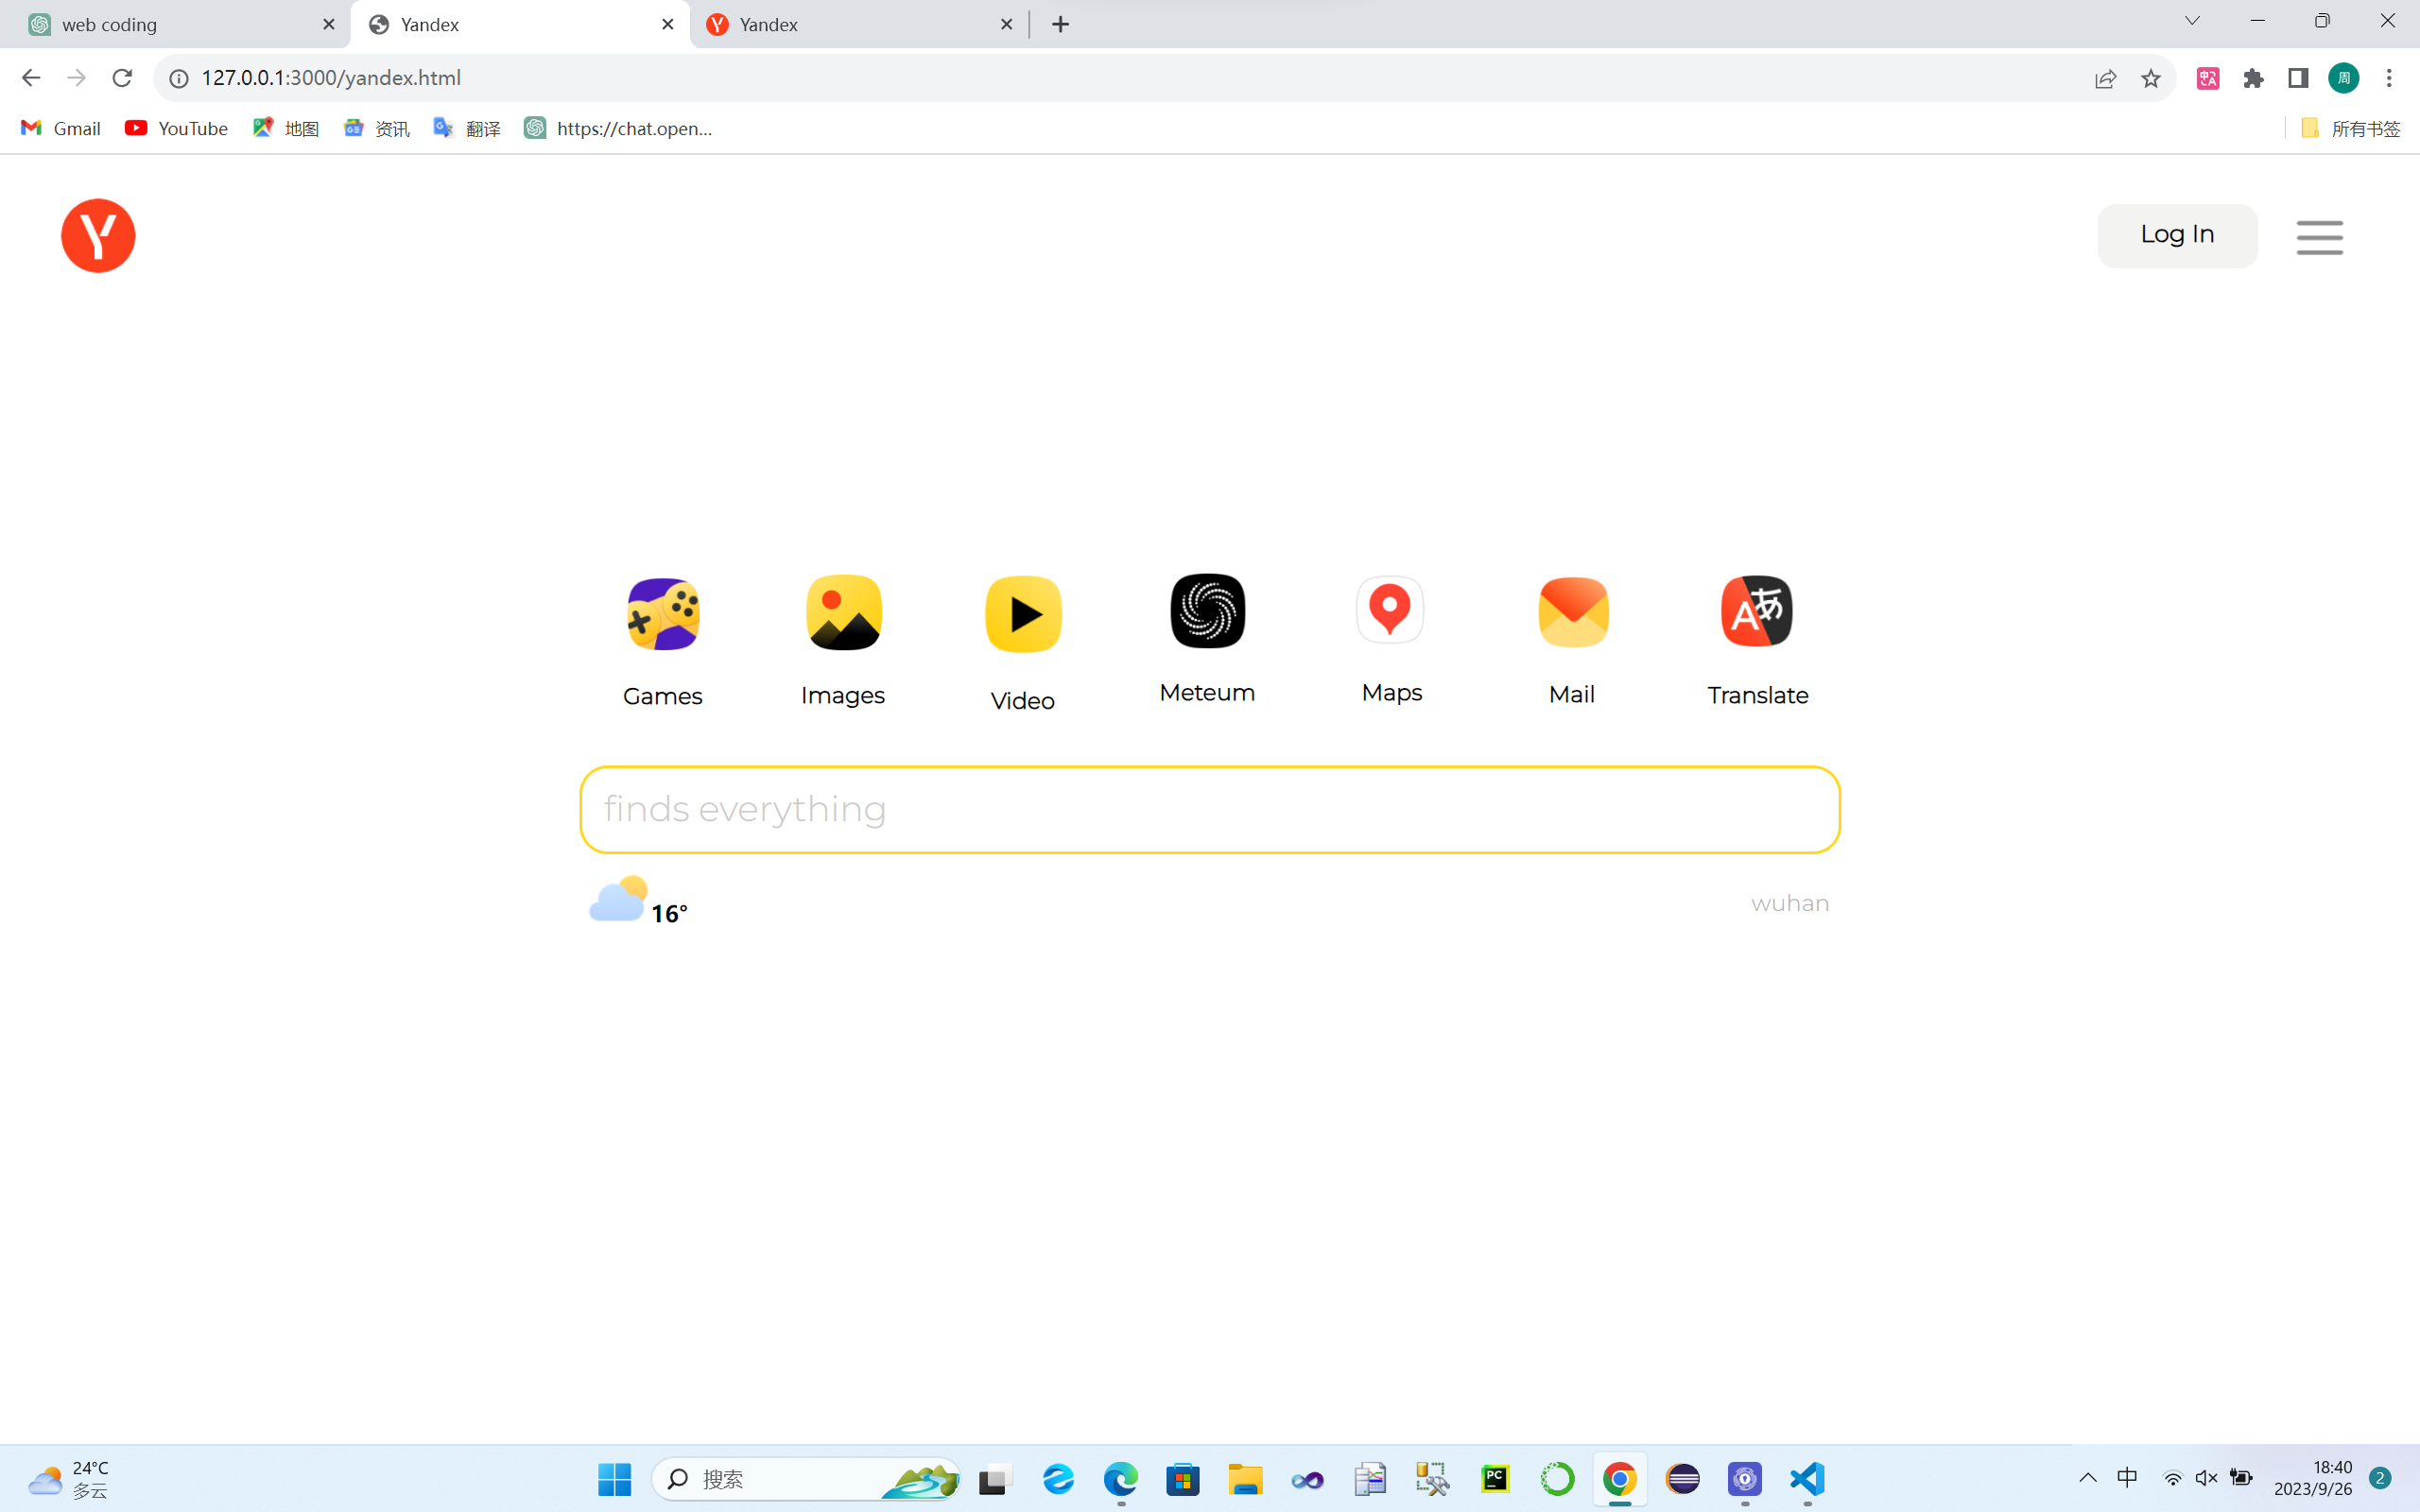 web coding
Yandex
Yandex
127.0.0.1:3000/yandex.html
周
Gmail
YouTube
地图
资讯
翻译
https://chat.open...
所有书签
Log In
Games
Images
Video
Meteum
Maps
Mail
Translate
finds everything
16°
wuhan
24°C
多云
搜索
PC
中
18:40
2023/9/26
2